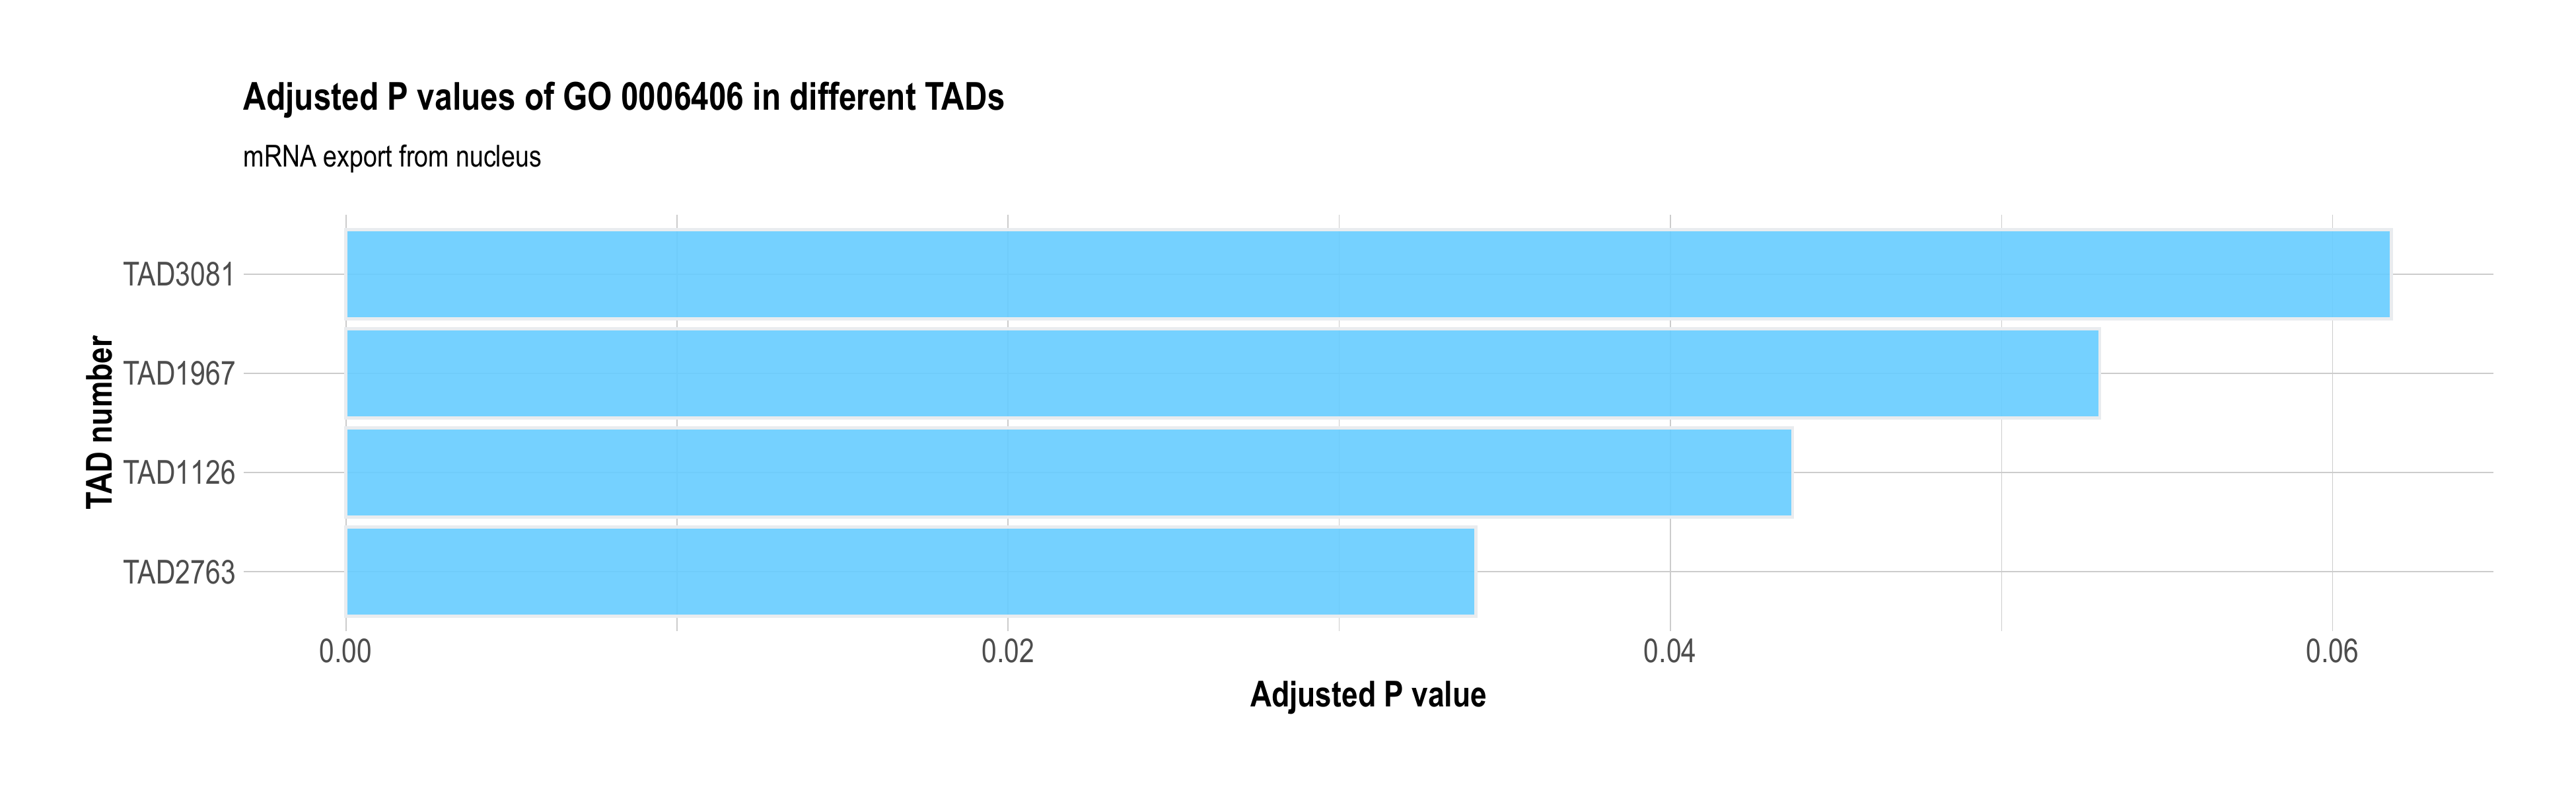 Adjusted P values of GO 0006406 in different TADs
mRNA export from nucleus
TAD number
TAD3081
TAD1967
TAD1126
TAD2763
0.00 0.02 0.04 0.06
Adjusted P value